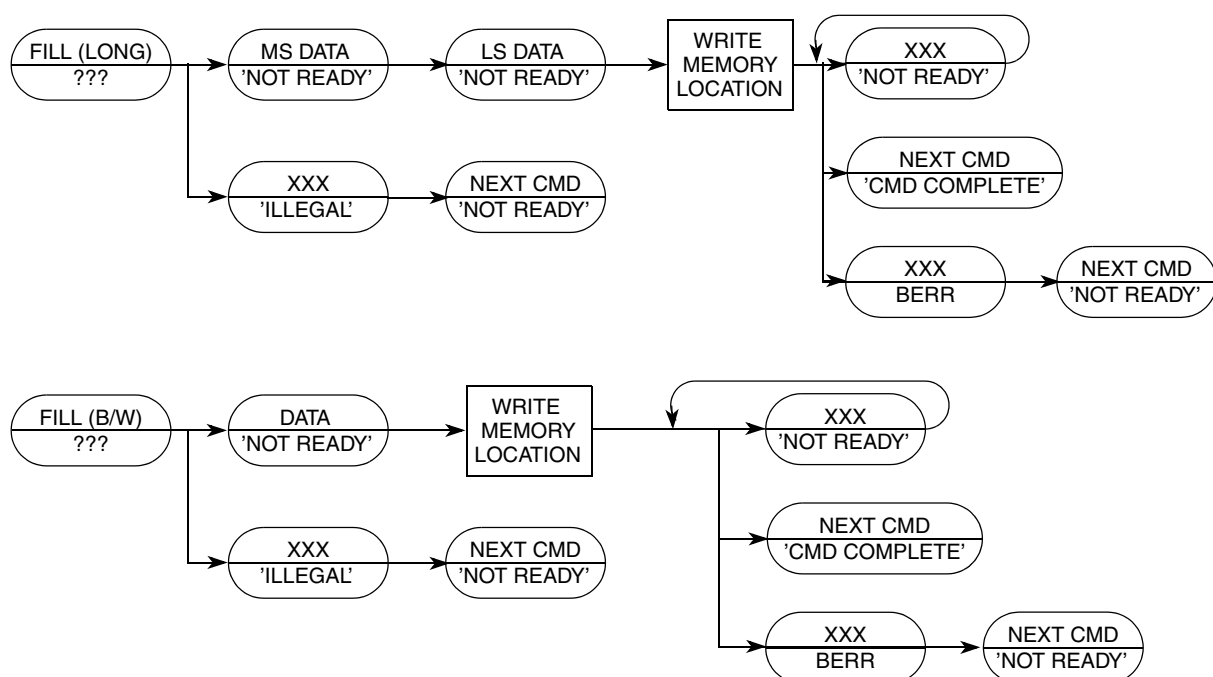 FILL (LONG)
???
MS DATA
'NOT READY'
LS DATA
'NOT READY'
WRITE
MEMORY
LOCATION
XXX
'NOT READY'
XXX
'ILLEGAL'
NEXT CMD
'NOT READY'
NEXT CMD
'CMD COMPLETE'
XXX
BERR
NEXT CMD
'NOT READY'
FILL (B/W)
???
DATA
'NOT READY'
WRITE
MEMORY
LOCATION
XXX
'NOT READY'
XXX
'ILLEGAL'
NEXT CMD
'NOT READY'
NEXT CMD
'CMD COMPLETE'
XXX
BERR
NEXT CMD
'NOT READY'